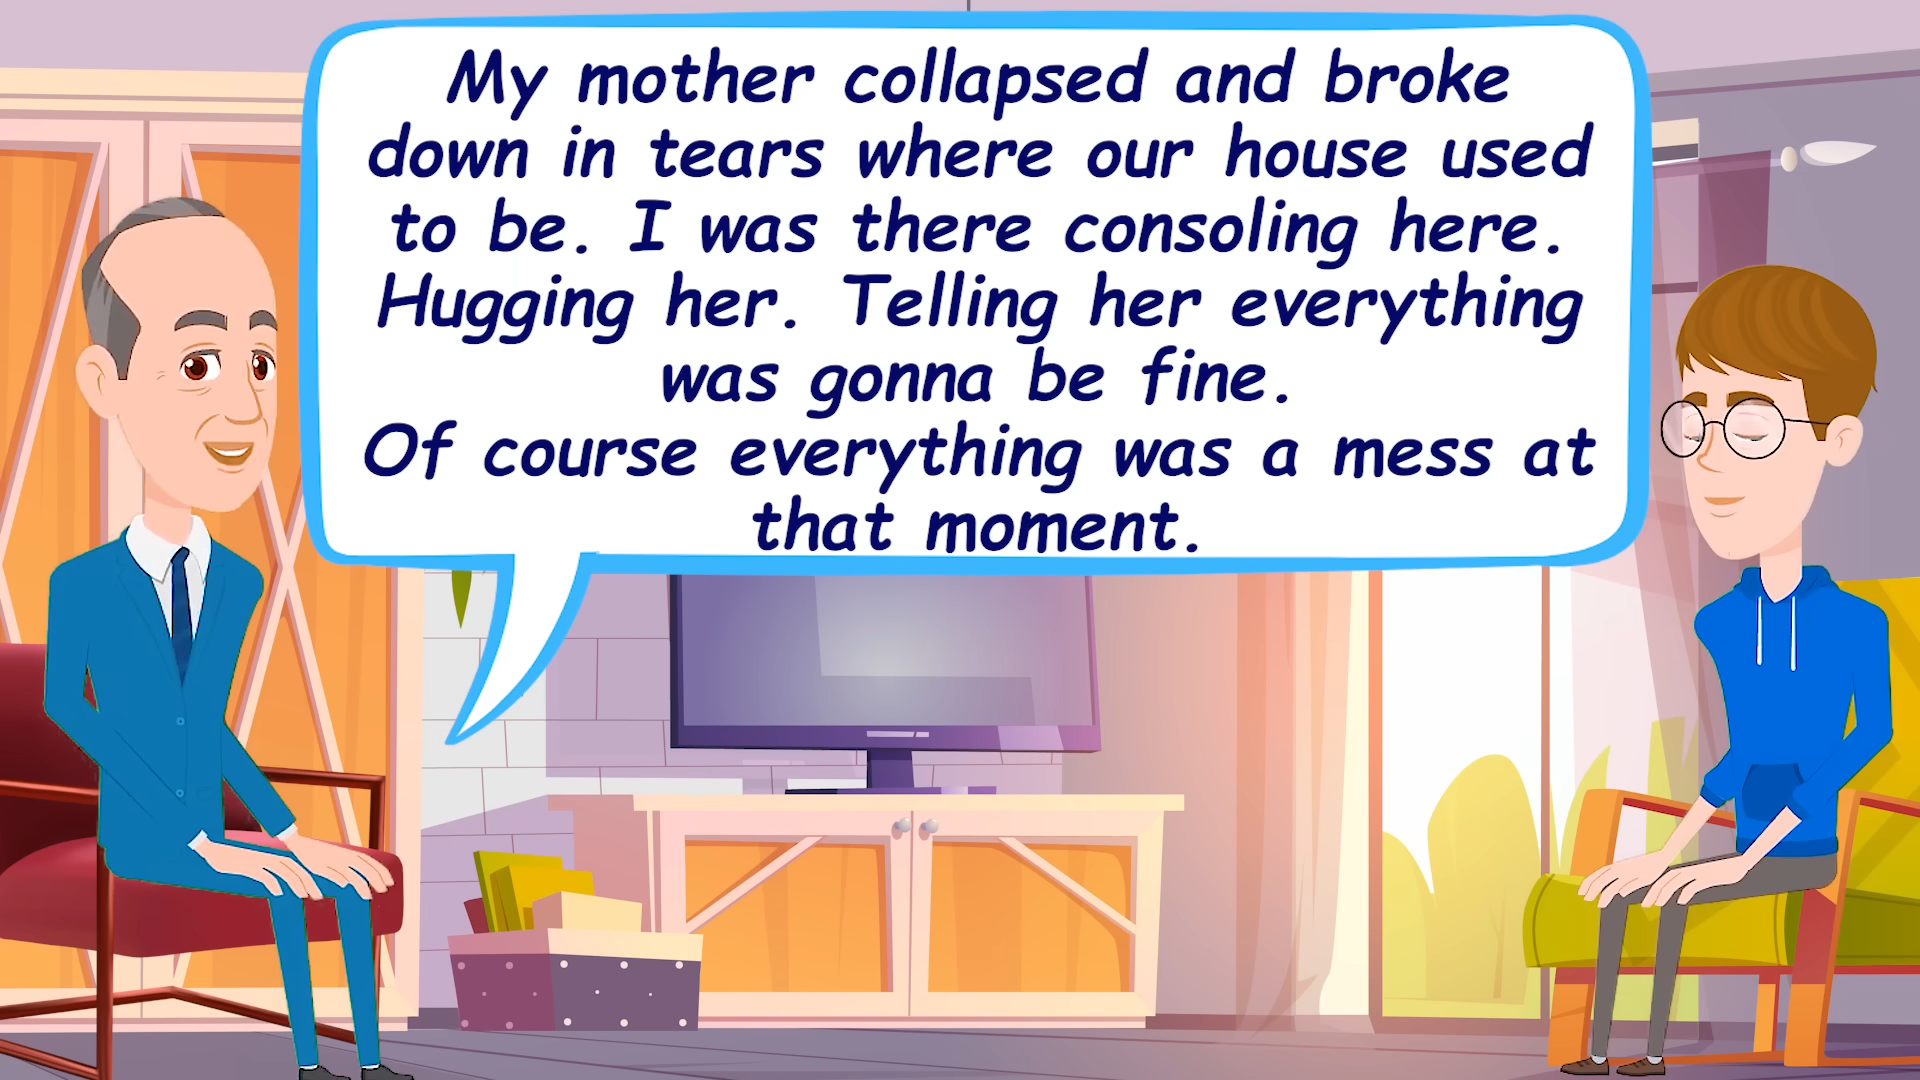 My mother collapsed and broke
down in tears where our house used
to be. I was there consoling here.
Hugging her. Telling her everything
was gonna be fine.
Of course everything was a mess at
that moment.